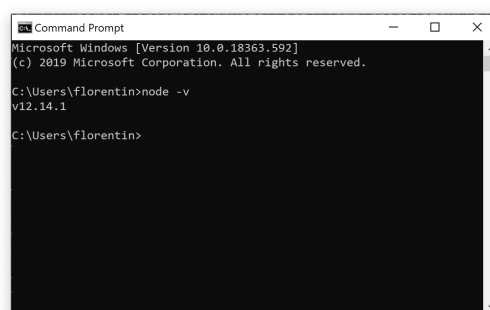 Command Prompt
Microsoft Windows [Version 10.0.18363.592]
(c) 2019 Microsoft Corporation. All rights reserved.
C:\Users\florentin>node -v
v12.14.1
C:\Users\florentin>